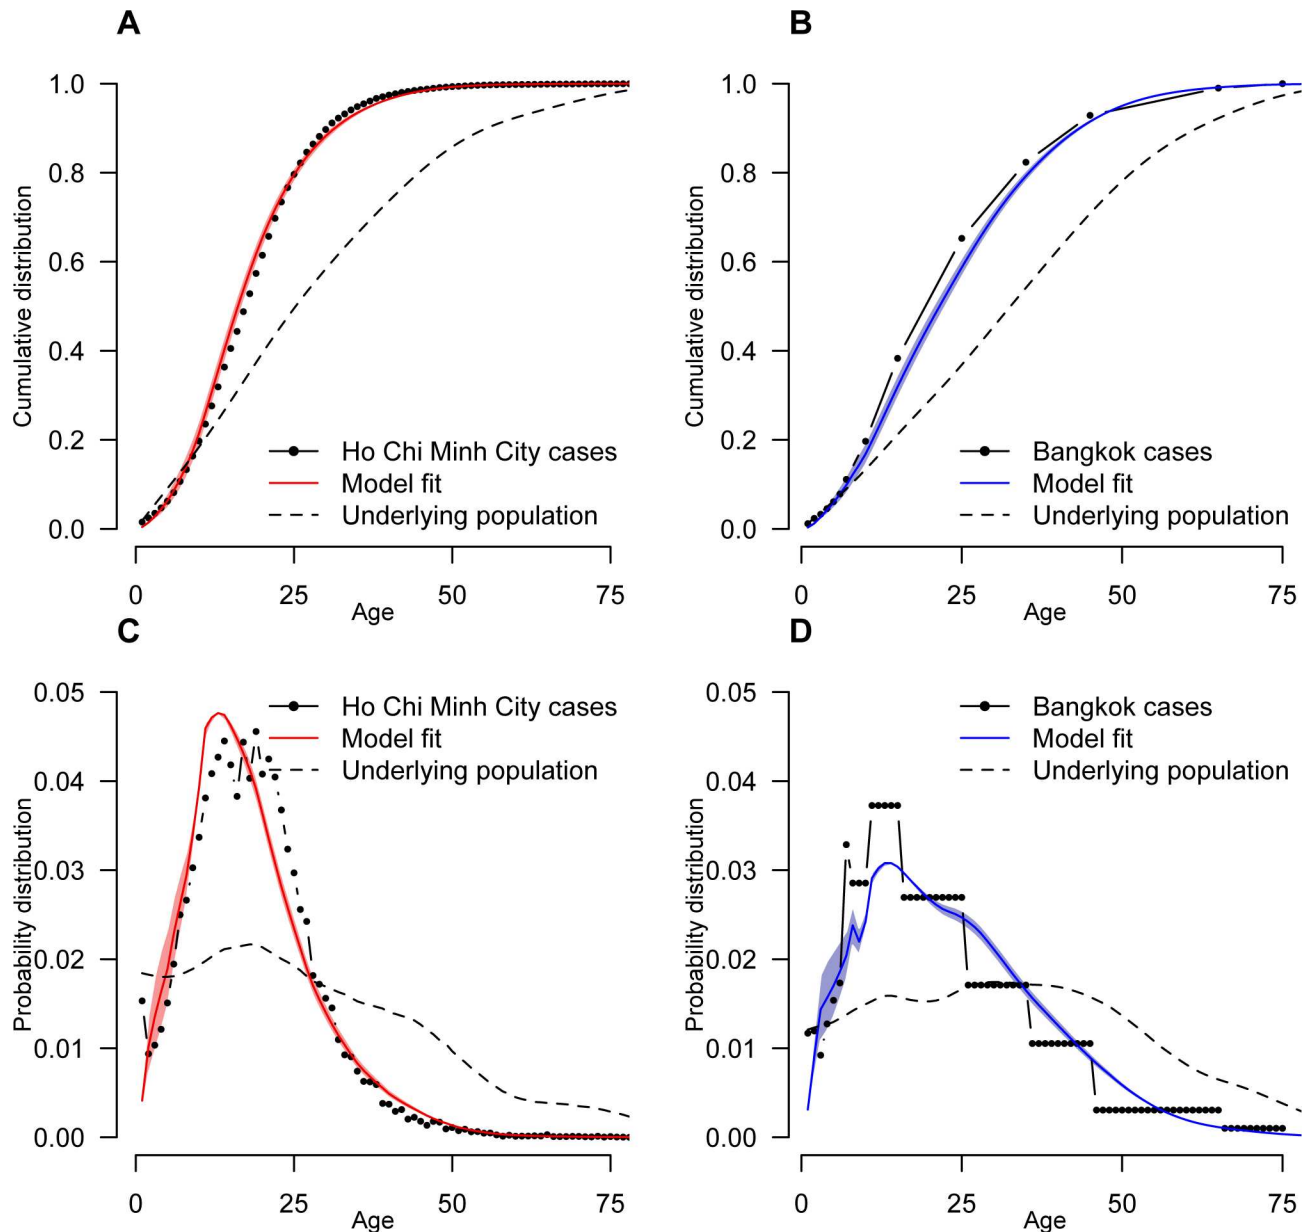 A
Cumulative distribution
1.0
0.8
0.6
0.4
0.2
0.0
Ho Chi Minh City cases
Model fit
Underlying population
0 25 50 75
Age
B
Cumulative distribution
1.0
0.8
0.6
0.4
0.2
0.0
Bangkok cases
Model fit
Underlying population
0 25 50 75
Age
C
Probability distribution
0.05
0.04
0.03
0.02
0.01
0.00
Ho Chi Minh City cases
Model fit
Underlying population
0 25 50 75
Age
D
Probability distribution
0.05
0.04
0.03
0.02
0.01
0.00
Bangkok cases
Model fit
Underlying population
0 25 50 75
Age